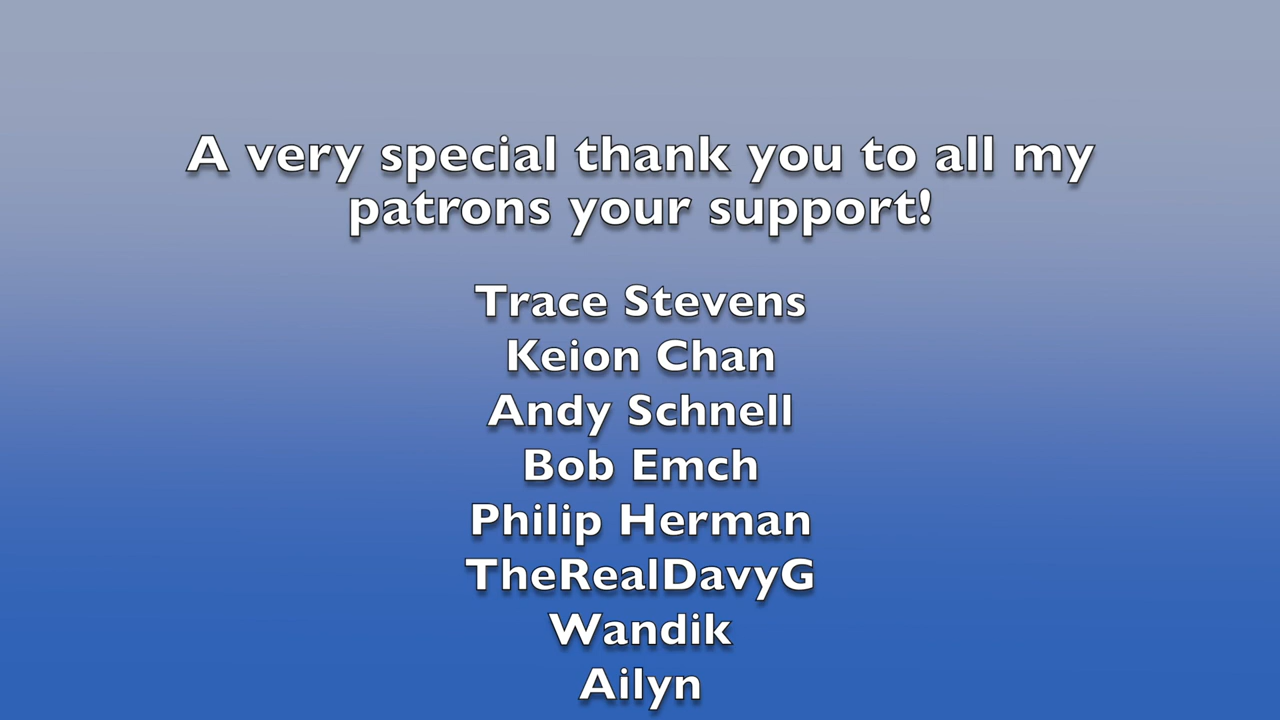 A very special thank you to all my
patrons your support!
Trace Stevens
Keion Chan
Andy Schnell
Bob Emch
Philip Herman
TheRealDavyG
Wandik
Ailyn